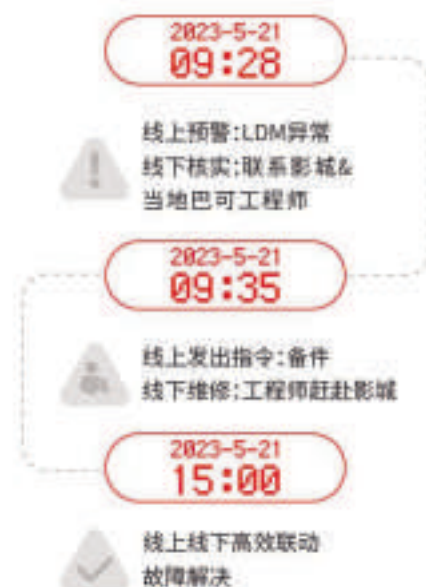 2023-5-21
09:28
线上预警:LDM异常
线下核实:联系影城&
当地巴可工程师
2023-5-21
09:35
线上发出指令:备件
线下维修:工程师赶赴影城
2023-5-21
15:00
线上线下高效联动
故障解决